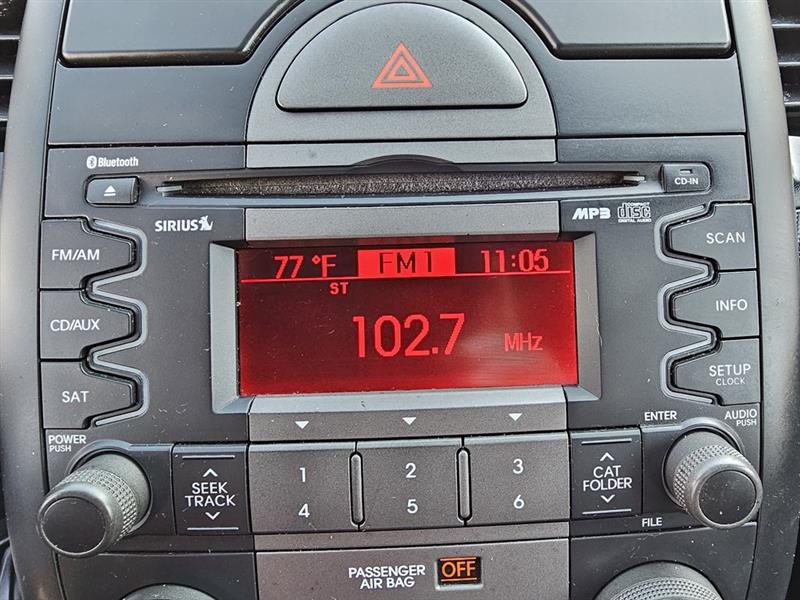 Bluetooth
CD-IN
SIRIUS
MP3 COMPACT disc DIGITAL AUDIO
FM/AM
SCAN
77 °F FM1 11:05
ST
102.7 MHz
CD/AUX
INFO
SAT
SETUP
CLOCK
POWER
PUSH
ENTER
AUDIO
PUSH
SEEK
TRACK
1 2 3
4 5 6
CAT
FOLDER
FILE
PASSENGER
AIR BAG
OFF